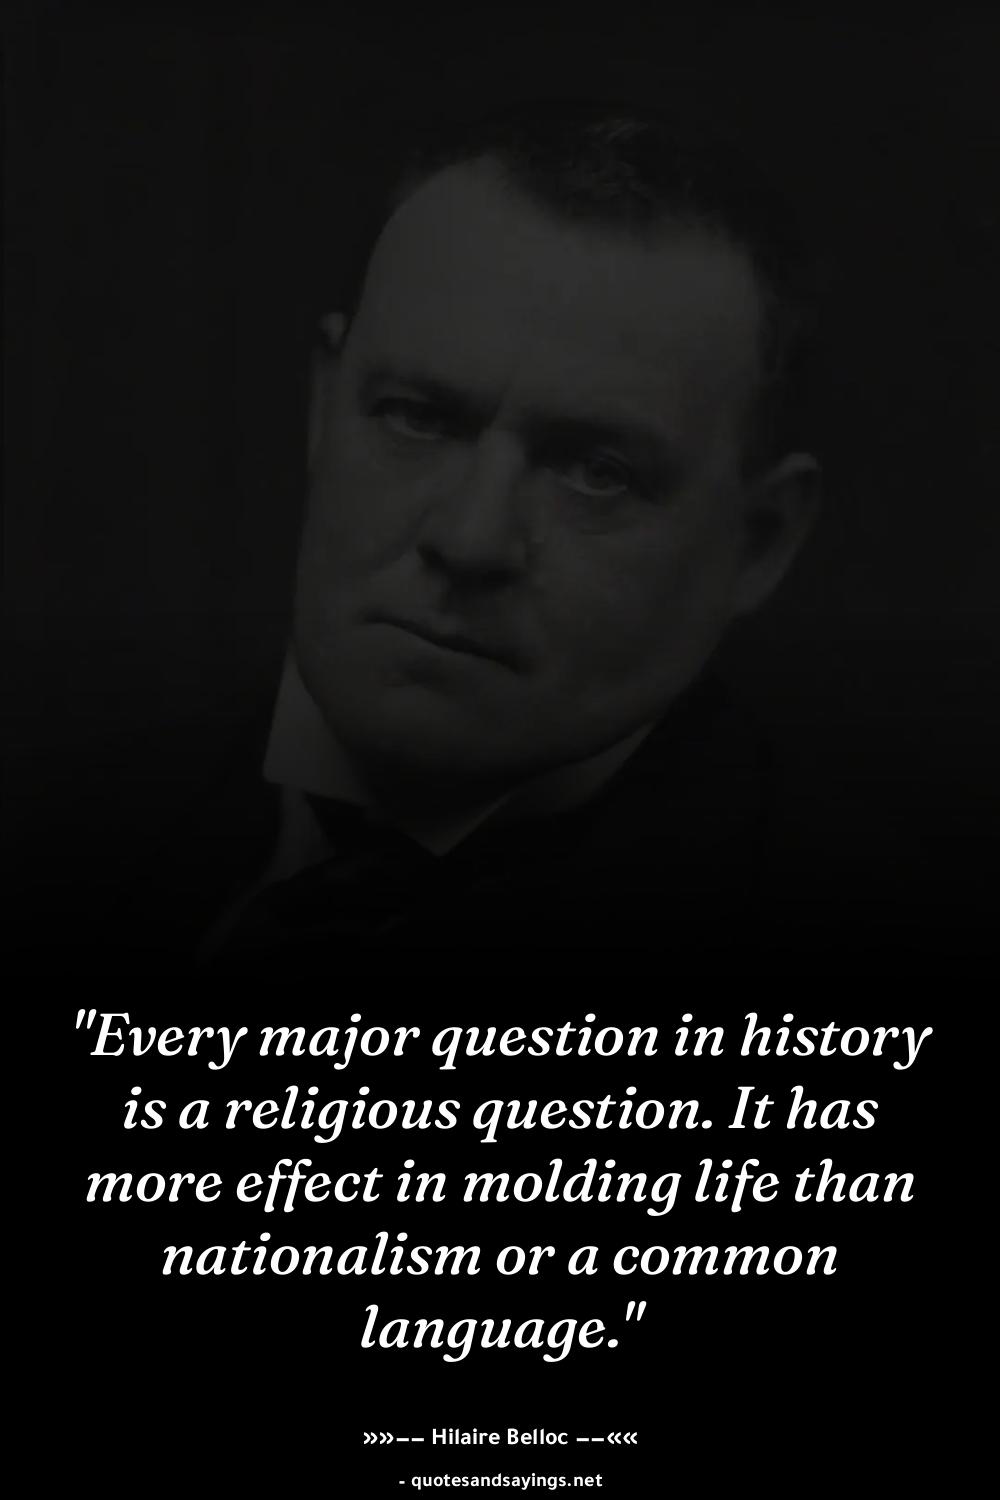 "Every major question in history
is a religious question. It has
more effect in molding life than
nationalism or a common
language."
»»−− Hilaire Belloc −−««
- quotesandsayings.net